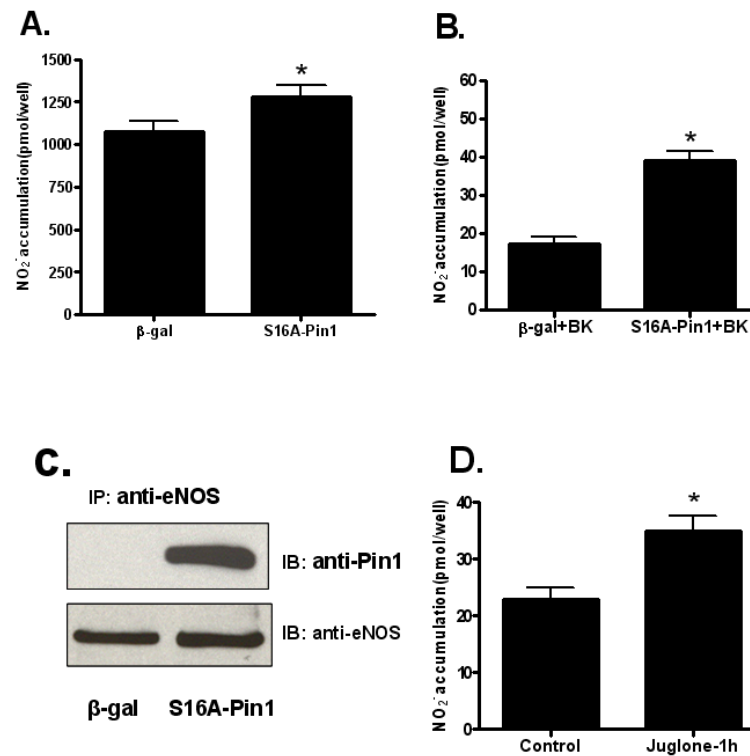 A.
NO₂⁻ accumulation(pmol/well)
1500
1250
1000
750
500
250
0
*
β-gal
S16A-Pin1
B.
NO₂⁻ accumulation (pmol/well)
60
50
40
30
20
10
0
*
β-gal+BK
S16A-Pin1+BK
C.
IP: anti-eNOS
IB: anti-Pin1
IB: anti-eNOS
β-gal
S16A-Pin1
D.
NO₂⁻ accumulation (pmol/well)
40
30
20
10
0
*
Control
Juglone-1h